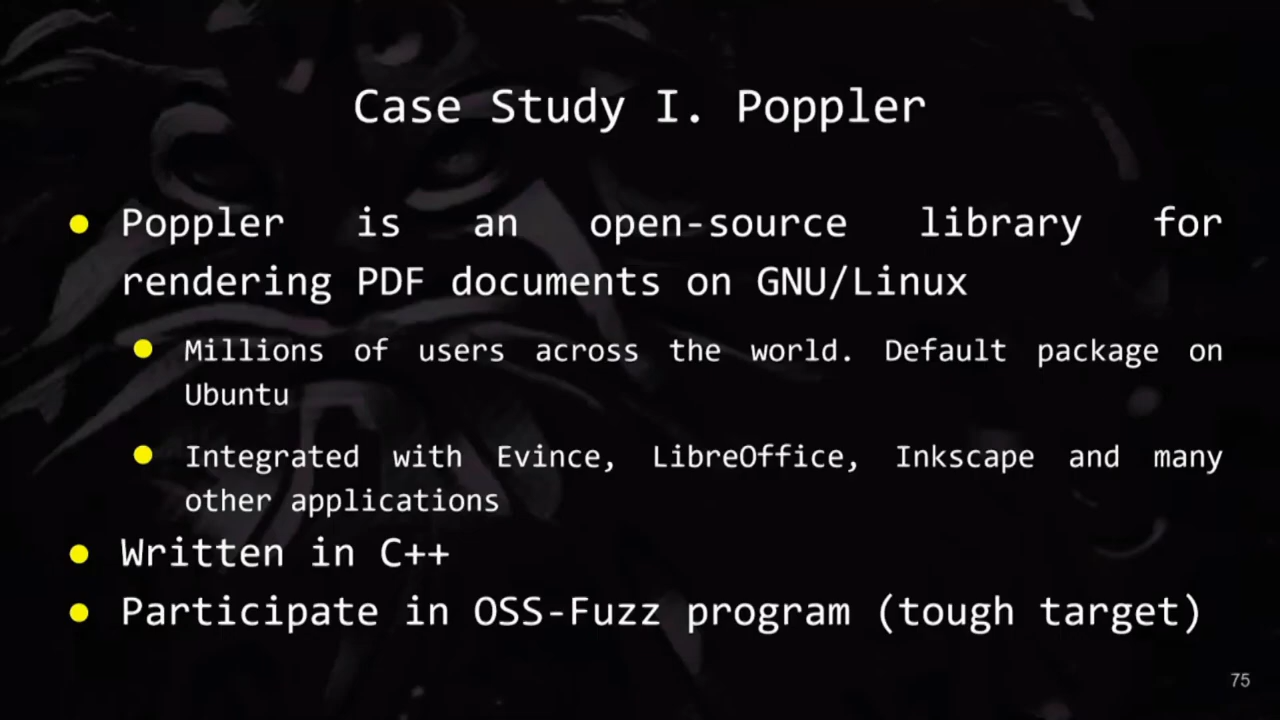 Case Study I. Poppler
Poppler is an open-source library for
rendering PDF documents on GNU/Linux
Millions of users across the world. Default package on
Ubuntu
Integrated with Evince, LibreOffice, Inkscape and many
other applications
Written in C++
Participate in OSS-Fuzz program (tough target)
75